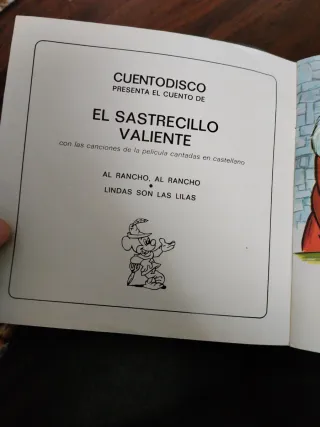 CUENTODISCO
PRESENTA EL CUENTO DE
EL SASTRECILLO
VALIENTE
con las canciones de la película cantadas en castellano
AL RANCHO, AL RANCHO
•
LINDAS SON LAS LILAS